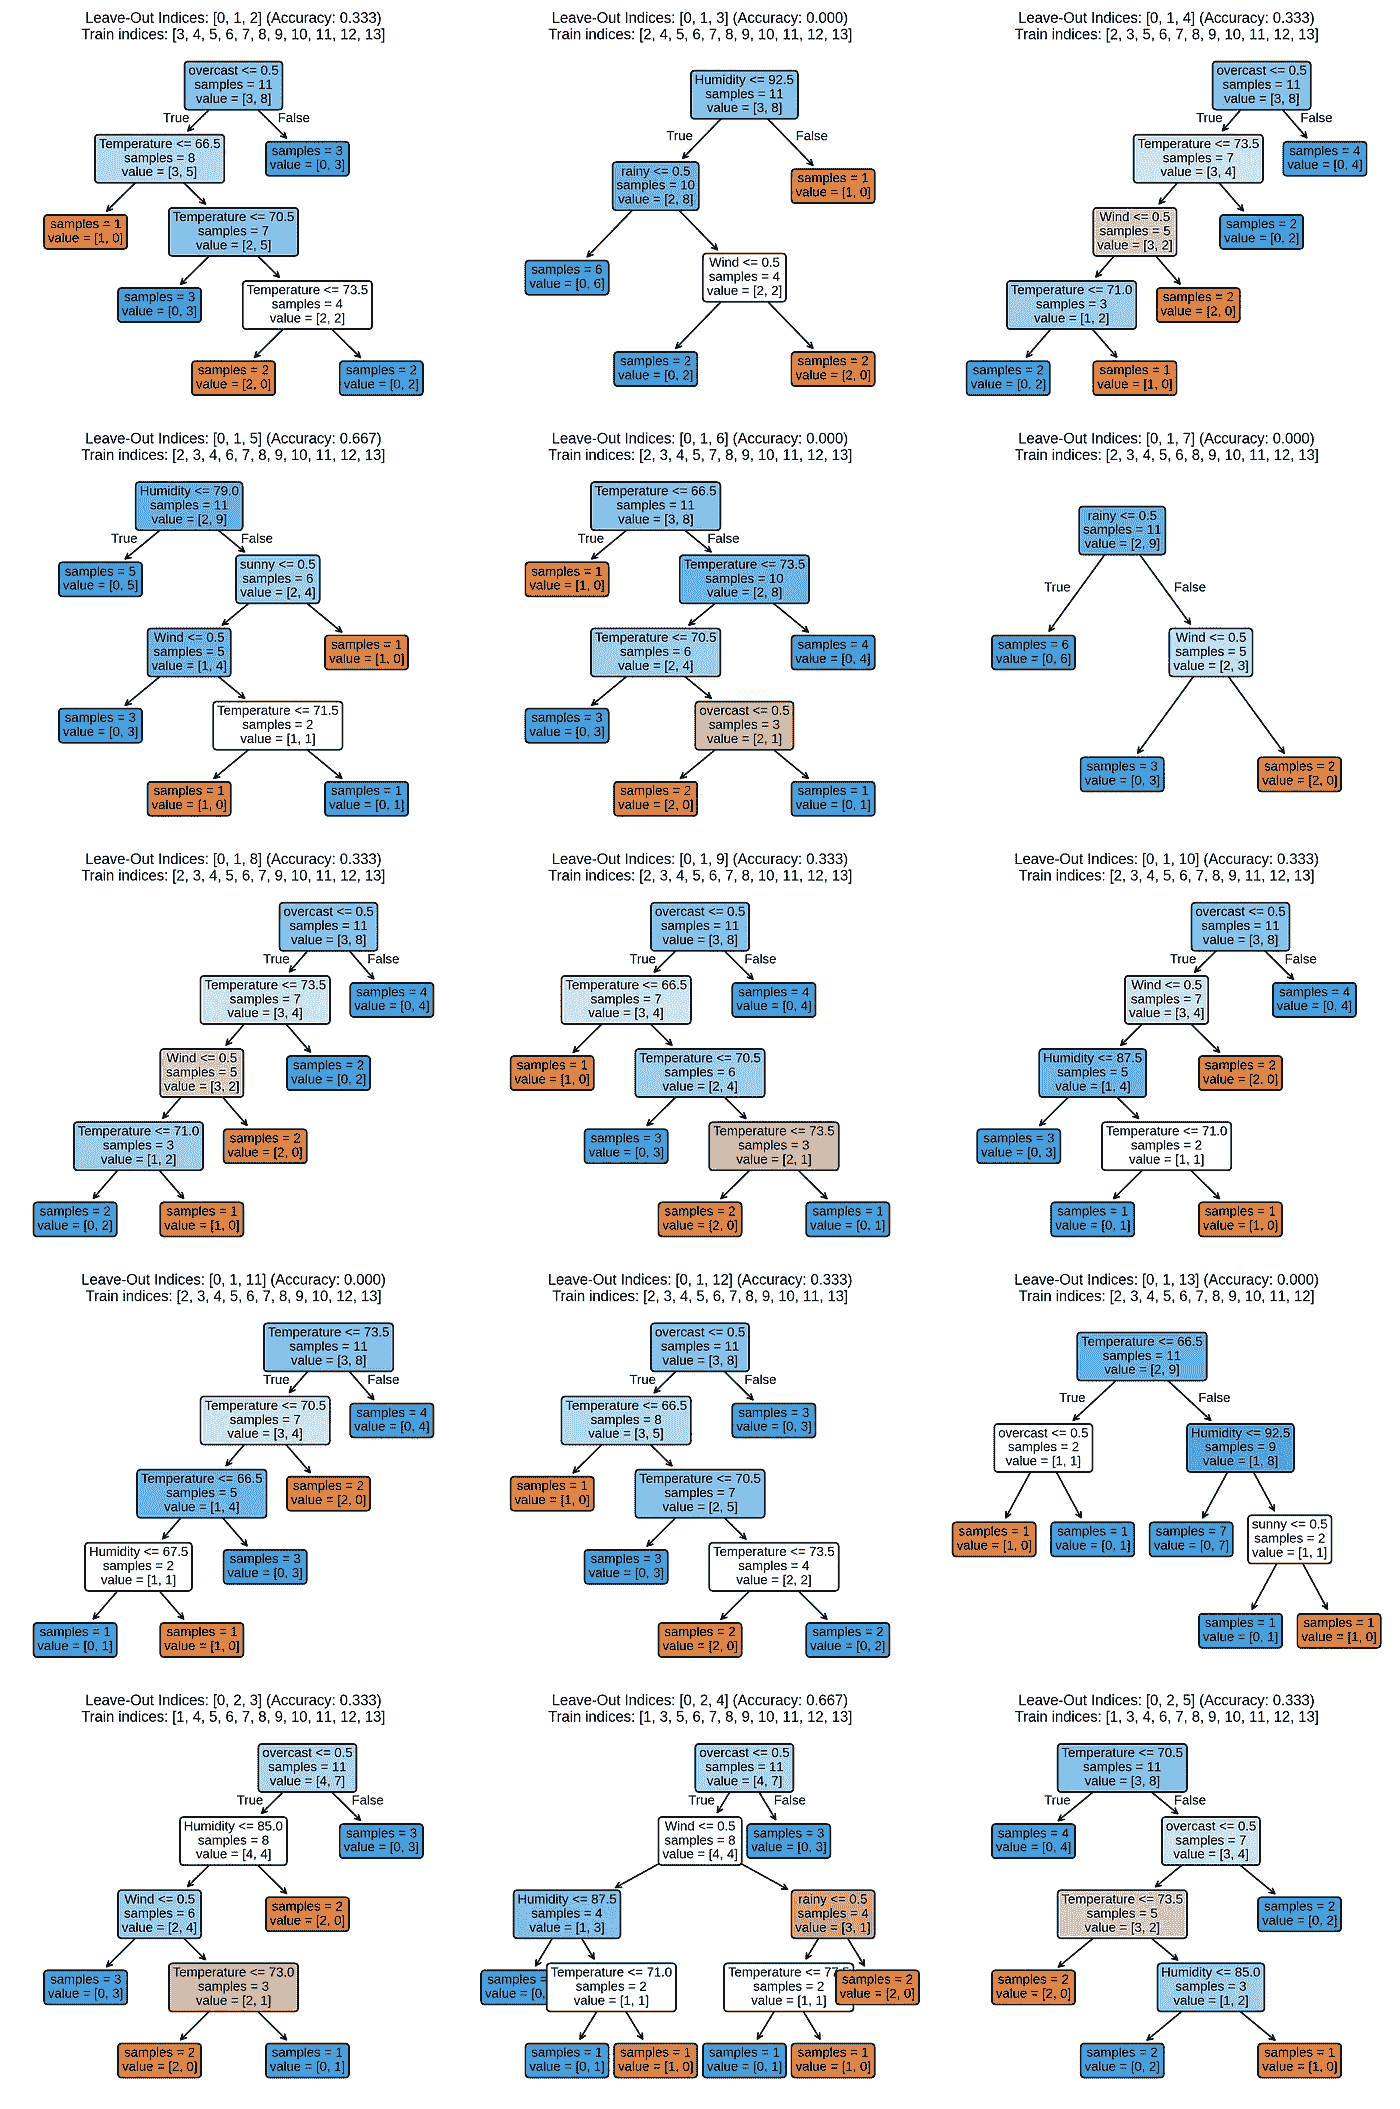 Leave-Out Indices: [0, 1, 2] (Accuracy: 0.333)
Train indices: [3, 4, 5, 6, 7, 8, 9, 10, 11, 12, 13]
overcast <= 0.5
samples = 11
value = [3, 8]
True
False
Temperature <= 66.5
samples = 8
value = [3, 5]
samples = 3
value = [0, 3]
samples = 1
value = [1, 0]
Temperature <= 70.5
samples = 7
value = [2, 5]
samples = 3
value = [0, 3]
Temperature <= 73.5
samples = 4
value = [2, 2]
samples = 2
value = [2, 0]
samples = 2
value = [0, 2]
Leave-Out Indices: [0, 1, 3] (Accuracy: 0.000)
Train indices: [2, 4, 5, 6, 7, 8, 9, 10, 11, 12, 13]
Humidity <= 92.5
samples = 11
value = [3, 8]
True
False
rainy <= 0.5
samples = 10
value = [2, 8]
samples = 1
value = [1, 0]
samples = 6
value = [0, 6]
Wind <= 0.5
samples = 4
value = [2, 2]
samples = 2
value = [0, 2]
samples = 2
value = [2, 0]
Leave-Out Indices: [0, 1, 4] (Accuracy: 0.333)
Train indices: [2, 3, 5, 6, 7, 8, 9, 10, 11, 12, 13]
overcast <= 0.5
samples = 11
value = [3, 8]
True
False
Temperature <= 73.5
samples = 7
value = [3, 4]
samples = 4
value = [0, 4]
Wind <= 0.5
samples = 5
value = [3, 2]
samples = 2
value = [0, 2]
Temperature <= 71.0
samples = 3
value = [1, 2]
samples = 2
value = [2, 0]
samples = 2
value = [0, 2]
samples = 1
value = [1, 0]
Leave-Out Indices: [0, 1, 5] (Accuracy: 0.667)
Train indices: [2, 3, 4, 6, 7, 8, 9, 10, 11, 12, 13]
Humidity <= 79.0
samples = 11
value = [2, 9]
True
False
samples = 5
value = [0, 5]
sunny <= 0.5
samples = 6
value = [2, 4]
Wind <= 0.5
samples = 5
value = [1, 4]
samples = 1
value = [1, 0]
samples = 3
value = [0, 3]
Temperature <= 71.5
samples = 2
value = [1, 1]
samples = 1
value = [1, 0]
samples = 1
value = [0, 1]
Leave-Out Indices: [0, 1, 6] (Accuracy: 0.000)
Train indices: [2, 3, 4, 5, 7, 8, 9, 10, 11, 12, 13]
Temperature <= 66.5
samples = 11
value = [3, 8]
True
False
samples = 1
value = [1, 0]
Temperature <= 73.5
samples = 10
value = [2, 8]
Temperature <= 70.5
samples = 6
value = [2, 4]
samples = 4
value = [0, 4]
samples = 3
value = [0, 3]
overcast <= 0.5
samples = 3
value = [2, 1]
samples = 2
value = [2, 0]
samples = 1
value = [0, 1]
Leave-Out Indices: [0, 1, 7] (Accuracy: 0.000)
Train indices: [2, 3, 4, 5, 6, 8, 9, 10, 11, 12, 13]
rainy <= 0.5
samples = 11
value = [2, 9]
True
False
samples = 6
value = [0, 6]
Wind <= 0.5
samples = 5
value = [2, 3]
samples = 3
value = [0, 3]
samples = 2
value = [2, 0]
Leave-Out Indices: [0, 1, 8] (Accuracy: 0.333)
Train indices: [2, 3, 4, 5, 6, 7, 9, 10, 11, 12, 13]
overcast <= 0.5
samples = 11
value = [3, 8]
True
False
Temperature <= 73.5
samples = 7
value = [3, 4]
samples = 4
value = [0, 4]
Wind <= 0.5
samples = 5
value = [3, 2]
samples = 2
value = [0, 2]
Temperature <= 71.0
samples = 3
value = [1, 2]
samples = 2
value = [2, 0]
samples = 2
value = [0, 2]
samples = 1
value = [1, 0]
Leave-Out Indices: [0, 1, 9] (Accuracy: 0.333)
Train indices: [2, 3, 4, 5, 6, 7, 8, 10, 11, 12, 13]
overcast <= 0.5
samples = 11
value = [3, 8]
True
False
Temperature <= 66.5
samples = 7
value = [3, 4]
samples = 4
value = [0, 4]
samples = 1
value = [1, 0]
Temperature <= 70.5
samples = 6
value = [2, 4]
samples = 3
value = [0, 3]
Temperature <= 73.5
samples = 3
value = [2, 1]
samples = 2
value = [2, 0]
samples = 1
value = [0, 1]
Leave-Out Indices: [0, 1, 10] (Accuracy: 0.333)
Train indices: [2, 3, 4, 5, 6, 7, 8, 9, 11, 12, 13]
overcast <= 0.5
samples = 11
value = [3, 8]
True
False
Wind <= 0.5
samples = 7
value = [3, 4]
samples = 4
value = [0, 4]
Humidity <= 87.5
samples = 5
value = [1, 4]
samples = 2
value = [2, 0]
samples = 3
value = [0, 3]
Temperature <= 71.0
samples = 2
value = [1, 1]
samples = 1
value = [0, 1]
samples = 1
value = [1, 0]
Leave-Out Indices: [0, 1, 11] (Accuracy: 0.000)
Train indices: [2, 3, 4, 5, 6, 7, 8, 9, 10, 12, 13]
Temperature <= 73.5
samples = 11
value = [3, 8]
True
False
Temperature <= 70.5
samples = 7
value = [3, 4]
samples = 4
value = [0, 4]
Temperature <= 66.5
samples = 5
value = [1, 4]
samples = 2
value = [2, 0]
Humidity <= 67.5
samples = 2
value = [1, 1]
samples = 3
value = [0, 3]
samples = 1
value = [0, 1]
samples = 1
value = [1, 0]
Leave-Out Indices: [0, 1, 12] (Accuracy: 0.333)
Train indices: [2, 3, 4, 5, 6, 7, 8, 9, 10, 11, 13]
overcast <= 0.5
samples = 11
value = [3, 8]
True
False
Temperature <= 66.5
samples = 8
value = [3, 5]
samples = 3
value = [0, 3]
samples = 1
value = [1, 0]
Temperature <= 70.5
samples = 7
value = [2, 5]
samples = 3
value = [0, 3]
Temperature <= 73.5
samples = 4
value = [2, 2]
samples = 2
value = [2, 0]
samples = 2
value = [0, 2]
Leave-Out Indices: [0, 1, 13] (Accuracy: 0.000)
Train indices: [2, 3, 4, 5, 6, 7, 8, 9, 10, 11, 12]
Temperature <= 66.5
samples = 11
value = [2, 9]
True
False
overcast <= 0.5
samples = 2
value = [1, 1]
Humidity <= 92.5
samples = 9
value = [1, 8]
samples = 1
value = [1, 0]
samples = 1
value = [0, 1]
samples = 7
value = [0, 7]
sunny <= 0.5
samples = 2
value = [1, 1]
samples = 1
value = [0, 1]
samples = 1
value = [1, 0]
Leave-Out Indices: [0, 2, 3] (Accuracy: 0.333)
Train indices: [1, 4, 5, 6, 7, 8, 9, 10, 11, 12, 13]
overcast <= 0.5
samples = 11
value = [4, 7]
True
False
Humidity <= 85.0
samples = 8
value = [4, 4]
samples = 3
value = [0, 3]
Wind <= 0.5
samples = 6
value = [2, 4]
samples = 2
value = [2, 0]
samples = 3
value = [0, 3]
Temperature <= 73.0
samples = 3
value = [2, 1]
samples = 2
value = [2, 0]
samples = 1
value = [0, 1]
Leave-Out Indices: [0, 2, 4] (Accuracy: 0.667)
Train indices: [1, 3, 5, 6, 7, 8, 9, 10, 11, 12, 13]
overcast <= 0.5
samples = 11
value = [4, 7]
True
False
Wind <= 0.5
samples = 8
value = [4, 4]
samples = 3
value = [0, 3]
Humidity <= 87.5
samples = 4
value = [1, 3]
rainy <= 0.5
samples = 4
value = [3, 1]
samples =
value = [0,
Temperature <= 71.0
samples = 2
value = [1, 1]
Temperature <= 77.5
samples = 2
value = [1, 1]
samples = 2
value = [2, 0]
samples = 1
value = [0, 1]
samples = 1
value = [1, 0]
samples = 1
value = [0, 1]
samples = 1
value = [1, 0]
Leave-Out Indices: [0, 2, 5] (Accuracy: 0.333)
Train indices: [1, 3, 4, 6, 7, 8, 9, 10, 11, 12, 13]
Temperature <= 70.5
samples = 11
value = [3, 8]
True
False
samples = 4
value = [0, 4]
overcast <= 0.5
samples = 7
value = [3, 4]
Temperature <= 73.5
samples = 5
value = [3, 2]
samples = 2
value = [0, 2]
samples = 2
value = [2, 0]
Humidity <= 85.0
samples = 3
value = [1, 2]
samples = 2
value = [0, 2]
samples = 1
value = [1, 0]